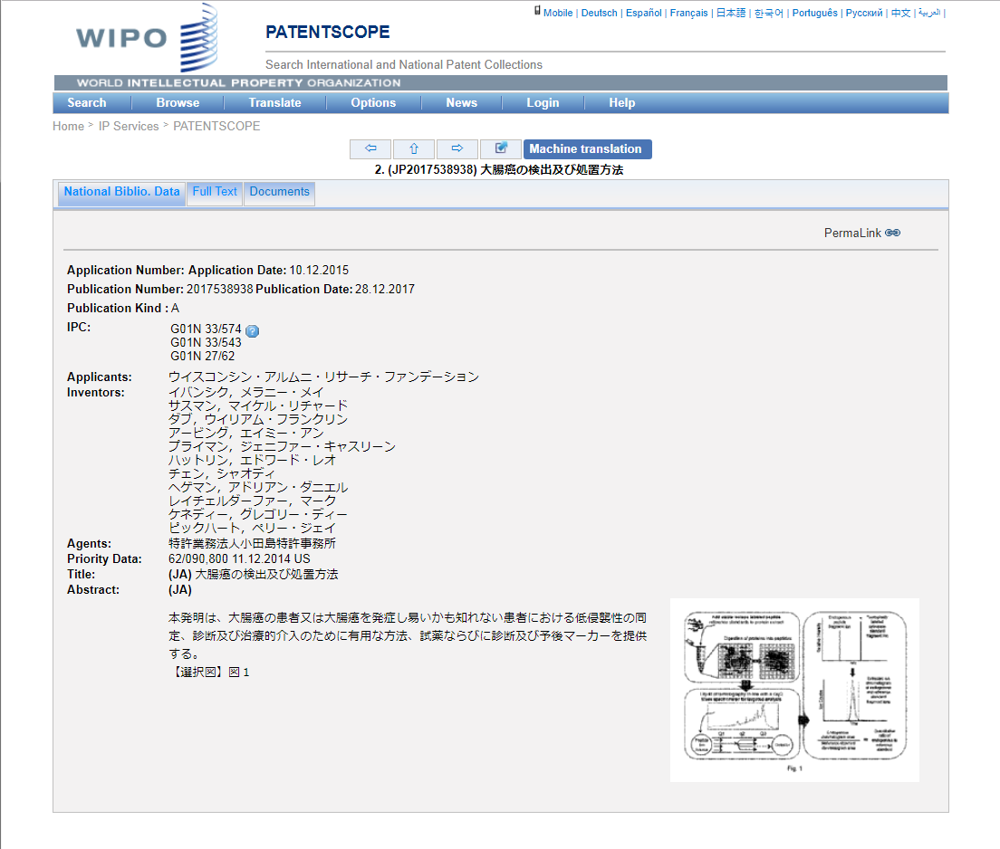 Mobile | Deutsch | Español | Français | 日本語 | 한국어 | Português | Русский | 中文 | العربية |
WIPO
PATENTSCOPE
Search International and National Patent Collections
WORLD INTELLECTUAL PROPERTY ORGANIZATION
Search Browse Translate Options News Login Help
Home > IP Services > PATENTSCOPE
Machine translation
2. (JP2017538938) 大腸癌の検出及び処置方法
National Biblio. Data Full Text Documents
PermaLink
Application Number: Application Date: 10.12.2015
Publication Number: 2017538938 Publication Date: 28.12.2017
Publication Kind : A
IPC:
G01N 33/574
G01N 33/543
G01N 27/62
Applicants: ウイスコンシン・アルムニ・リサーチ・ファンデーション
Inventors: イバンシク，メラニー・メイ
サスマン，マイケル・リチャード
ダブ，ウイリアム・フランクリン
アービング，エイミー・アン
プライマン，ジェニファー・キャスリーン
ハットリン，エドワード・レオ
チェン，シャオディ
ヘゲマン，アドリアン・ダニエル
レイチェルダーファー，マーク
ケネディー，グレゴリー・ディー
ピックハート，ペリー・ジェイ
Agents: 特許業務法人小田島特許事務所
Priority Data: 62/090,800 11.12.2014 US
Title: (JA) 大腸癌の検出及び処置方法
Abstract: (JA)
本発明は、大腸癌の患者又は大腸癌を発症し易いかも知れない患者における低侵襲性の同
定、診断及び治療的介入のために有用な方法、試薬ならびに診断及び予後マーカーを提供
する。
【選択図】図 1
Digestion of proteins into peptides
Q1 q2 Q3
Fig. 1